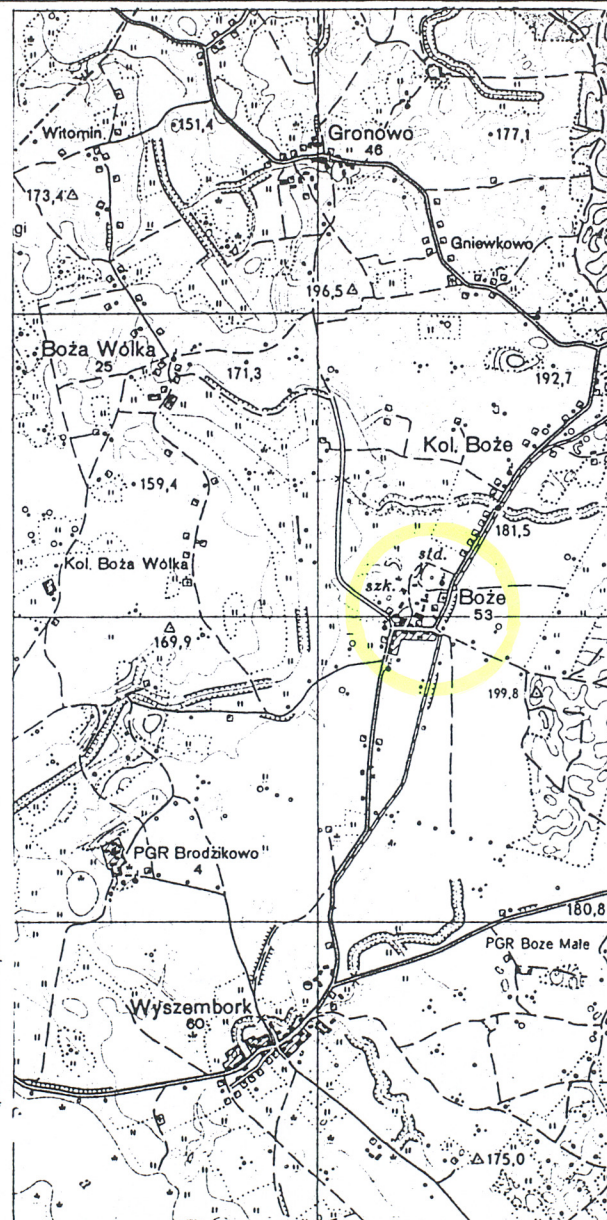 Witomin
151,4
Gronowo
46
177,1
173,4
gi
Gniewkowo
196,5
Boża Wólka
25
171,3
192,7
Kol. Boże
159,4
181,5
std.
Kol. Boża Wólka
szk.
Boże
53
169,9
199,8
PGR Brodzikowo
4
180,8
PGR Boże Małe
Wyszembork
60
175,0